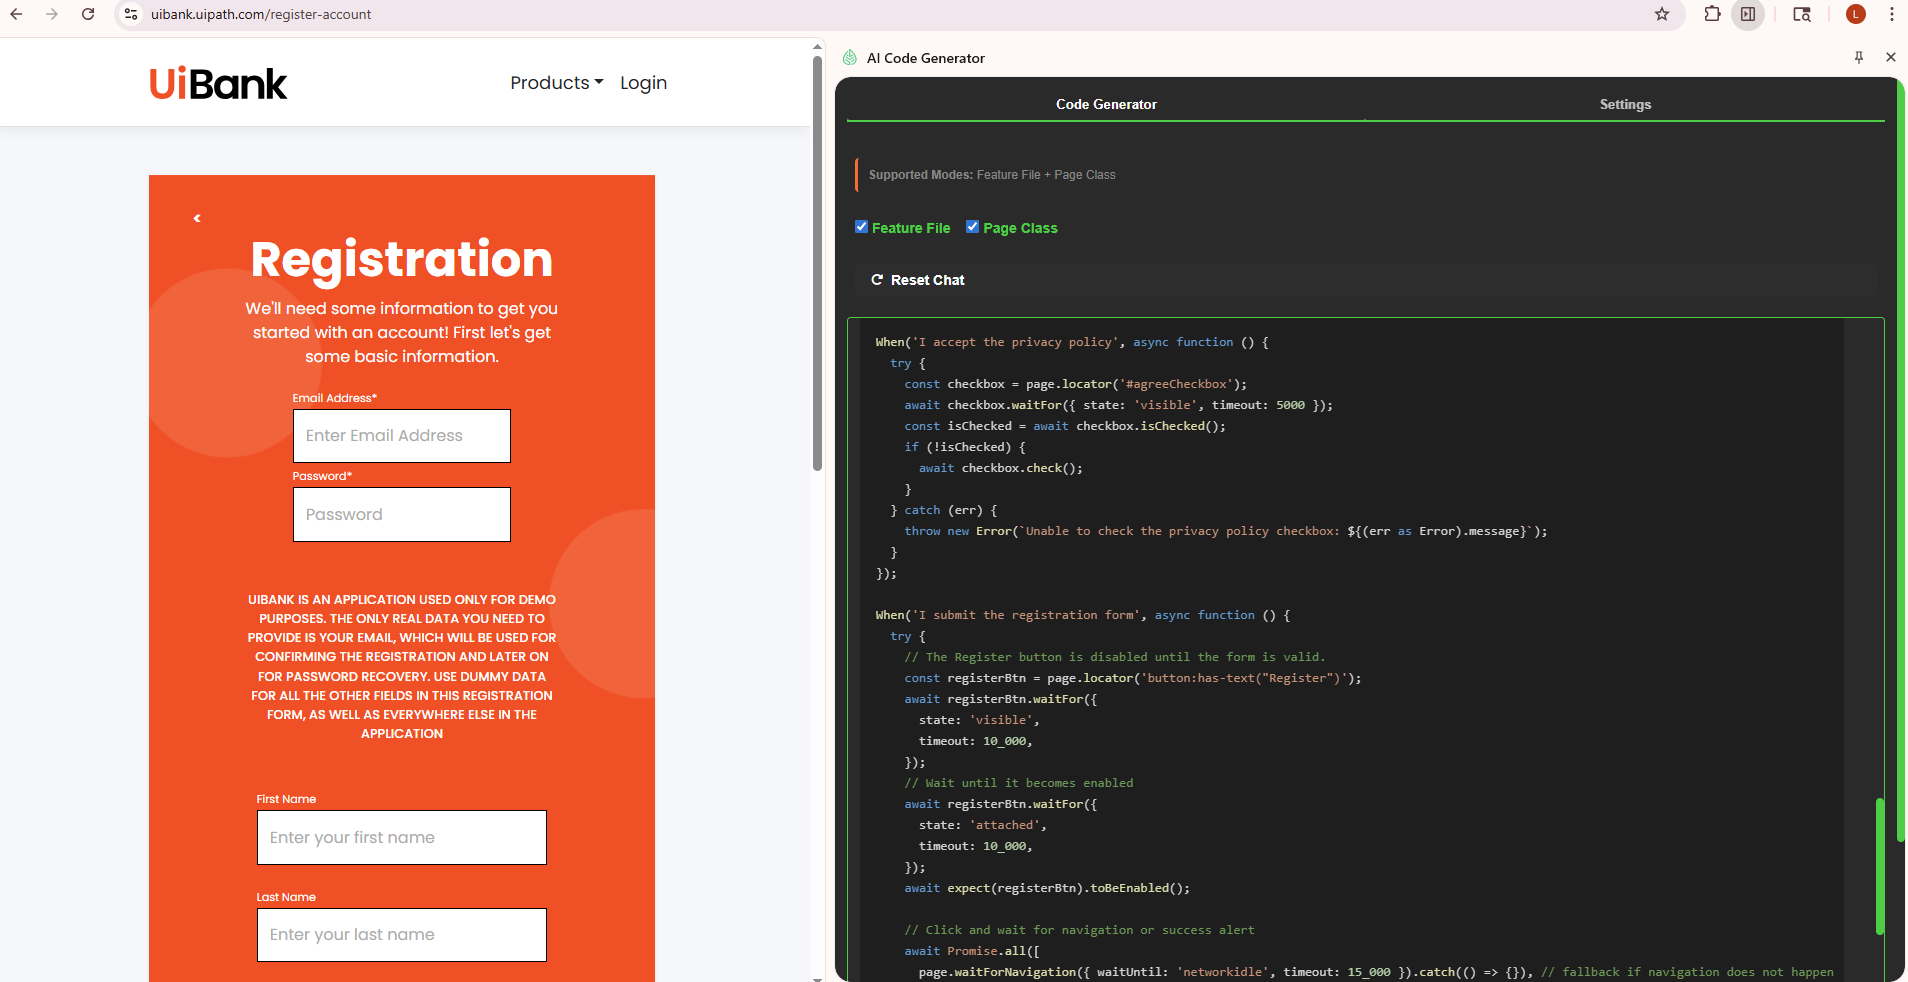 uibank.uipath.com/register-account
L
UiBank
Products
Login
<
Registration
We'll need some information to get you
started with an account! First let's get
some basic information.
Email Address*
Enter Email Address
Password*
Password
UIBANK IS AN APPLICATION USED ONLY FOR DEMO
PURPOSES. THE ONLY REAL DATA YOU NEED TO
PROVIDE IS YOUR EMAIL, WHICH WILL BE USED FOR
CONFIRMING THE REGISTRATION AND LATER ON
FOR PASSWORD RECOVERY. USE DUMMY DATA
FOR ALL THE OTHER FIELDS IN THIS REGISTRATION
FORM, AS WELL AS EVERYWHERE ELSE IN THE
APPLICATION
First Name
Enter your first name
Last Name
Enter your last name
AI Code Generator
Code Generator
Settings
Supported Modes: Feature File + Page Class
Feature File
Page Class
Reset Chat
When('I accept the privacy policy', async function () {
try {
const checkbox = page.locator('#agreeCheckbox');
await checkbox.waitFor({ state: 'visible', timeout: 5000 });
const isChecked = await checkbox.isChecked();
if (!isChecked) {
await checkbox.check();
}
} catch (err) {
throw new Error(`Unable to check the privacy policy checkbox: ${(err as Error).message}`);
}
});
When('I submit the registration form', async function () {
try {
// The Register button is disabled until the form is valid.
const registerBtn = page.locator('button:has-text("Register")');
await registerBtn.waitFor({
state: 'visible',
timeout: 10_000,
});
// Wait until it becomes enabled
await registerBtn.waitFor({
state: 'attached',
timeout: 10_000,
});
await expect(registerBtn).toBeEnabled();
// Click and wait for navigation or success alert
await Promise.all([
page.waitForNavigation({ waitUntil: 'networkidle', timeout: 15_000 }).catch(() => {}), // fallback if navigation does not happen